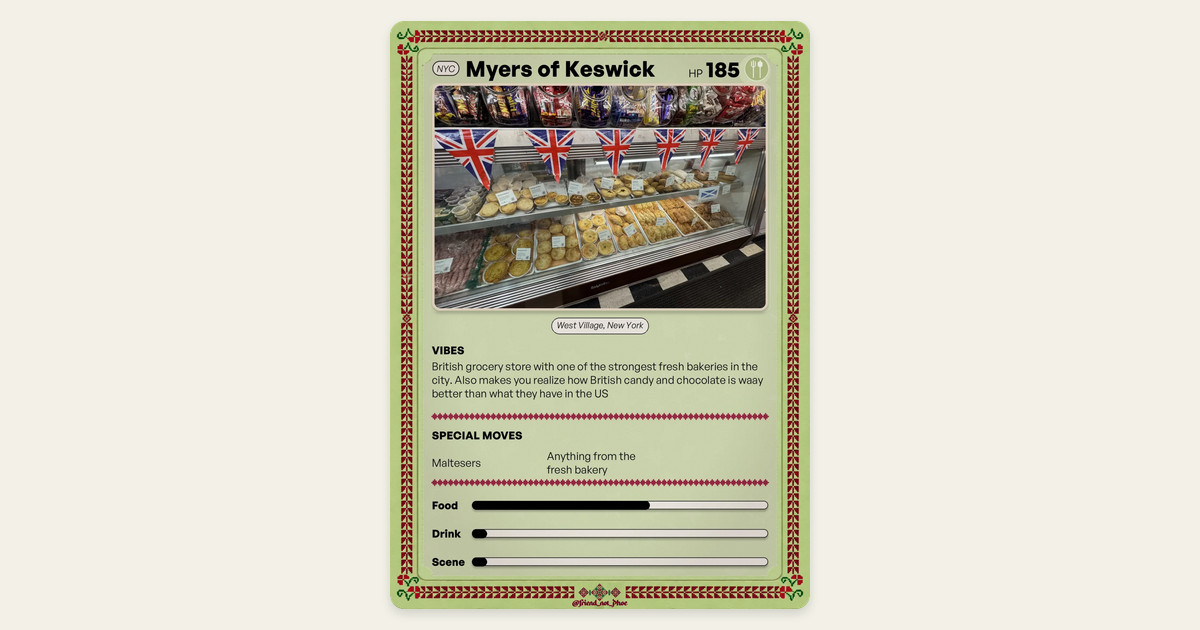 NYC Myers of Keswick HP 185
West Village, New York
VIBES
British grocery store with one of the strongest fresh bakeries in the
city. Also makes you realize how British candy and chocolate is waay
better than what they have in the US
SPECIAL MOVES
Maltesers
Anything from the
fresh bakery
Food
Drink
Scene
@friend_not_phoe